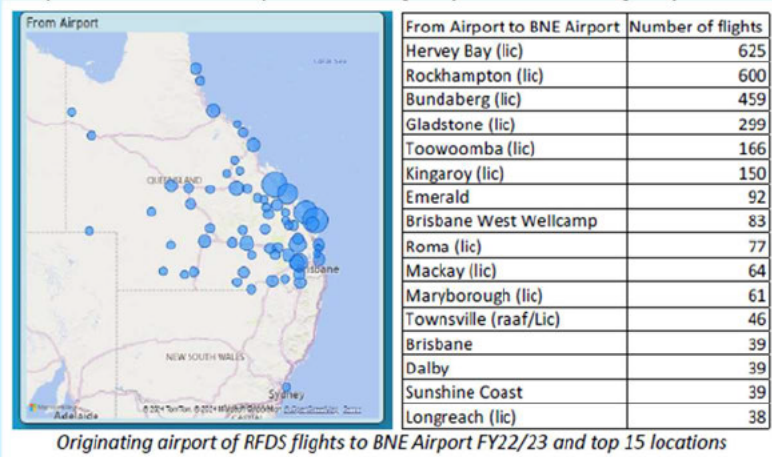 From Airport
QUEENSLAND
Brisbane
NEW SOUTH WALES
Sydney
Adelaide
From Airport to BNE Airport Number of flights
Hervey Bay (lic) 625
Rockhampton (lic) 600
Bundaberg (lic) 459
Gladstone (lic) 299
Toowoomba (lic) 166
Kingaroy (lic) 150
Emerald 92
Brisbane West Wellcamp 83
Roma (lic) 77
Mackay (lic) 64
Maryborough (lic) 61
Townsville (raaf/Lic) 46
Brisbane 39
Dalby 39
Sunshine Coast 39
Longreach (lic) 38
Originating airport of RFDS flights to BNE Airport FY22/23 and top 15 locations